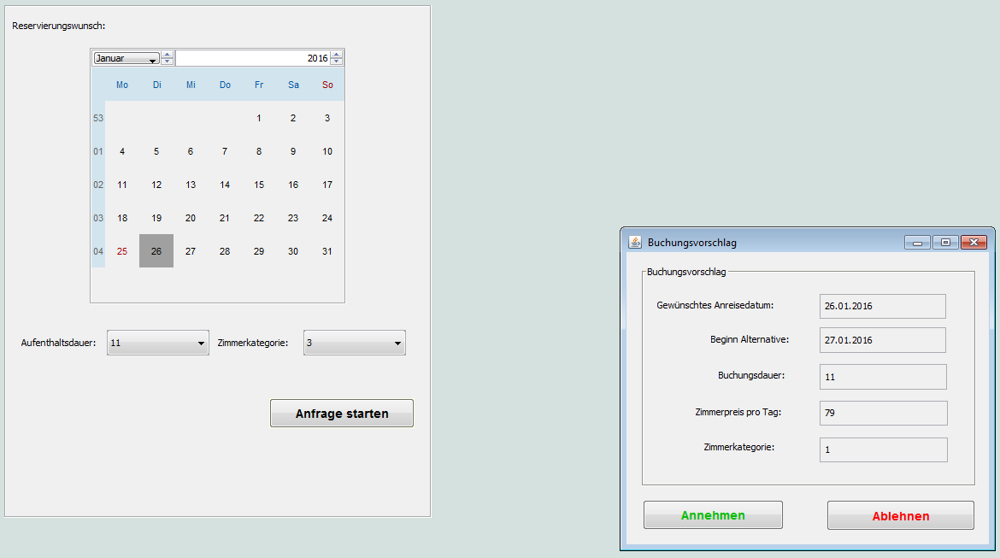 Reservierungswunsch:
Januar 2016
Mo Di Mi Do Fr Sa So
53 1 2 3
01 4 5 6 7 8 9 10
02 11 12 13 14 15 16 17
03 18 19 20 21 22 23 24
04 25 26 27 28 29 30 31
Aufenthaltsdauer: 11 Zimmerkategorie: 3
Anfrage starten
Buchungsvorschlag
Buchungsvorschlag
Gewünschtes Anreisedatum: 26.01.2016
Beginn Alternative: 27.01.2016
Buchungsdauer: 11
Zimmerpreis pro Tag: 79
Zimmerkategorie: 1
Annehmen Ablehnen